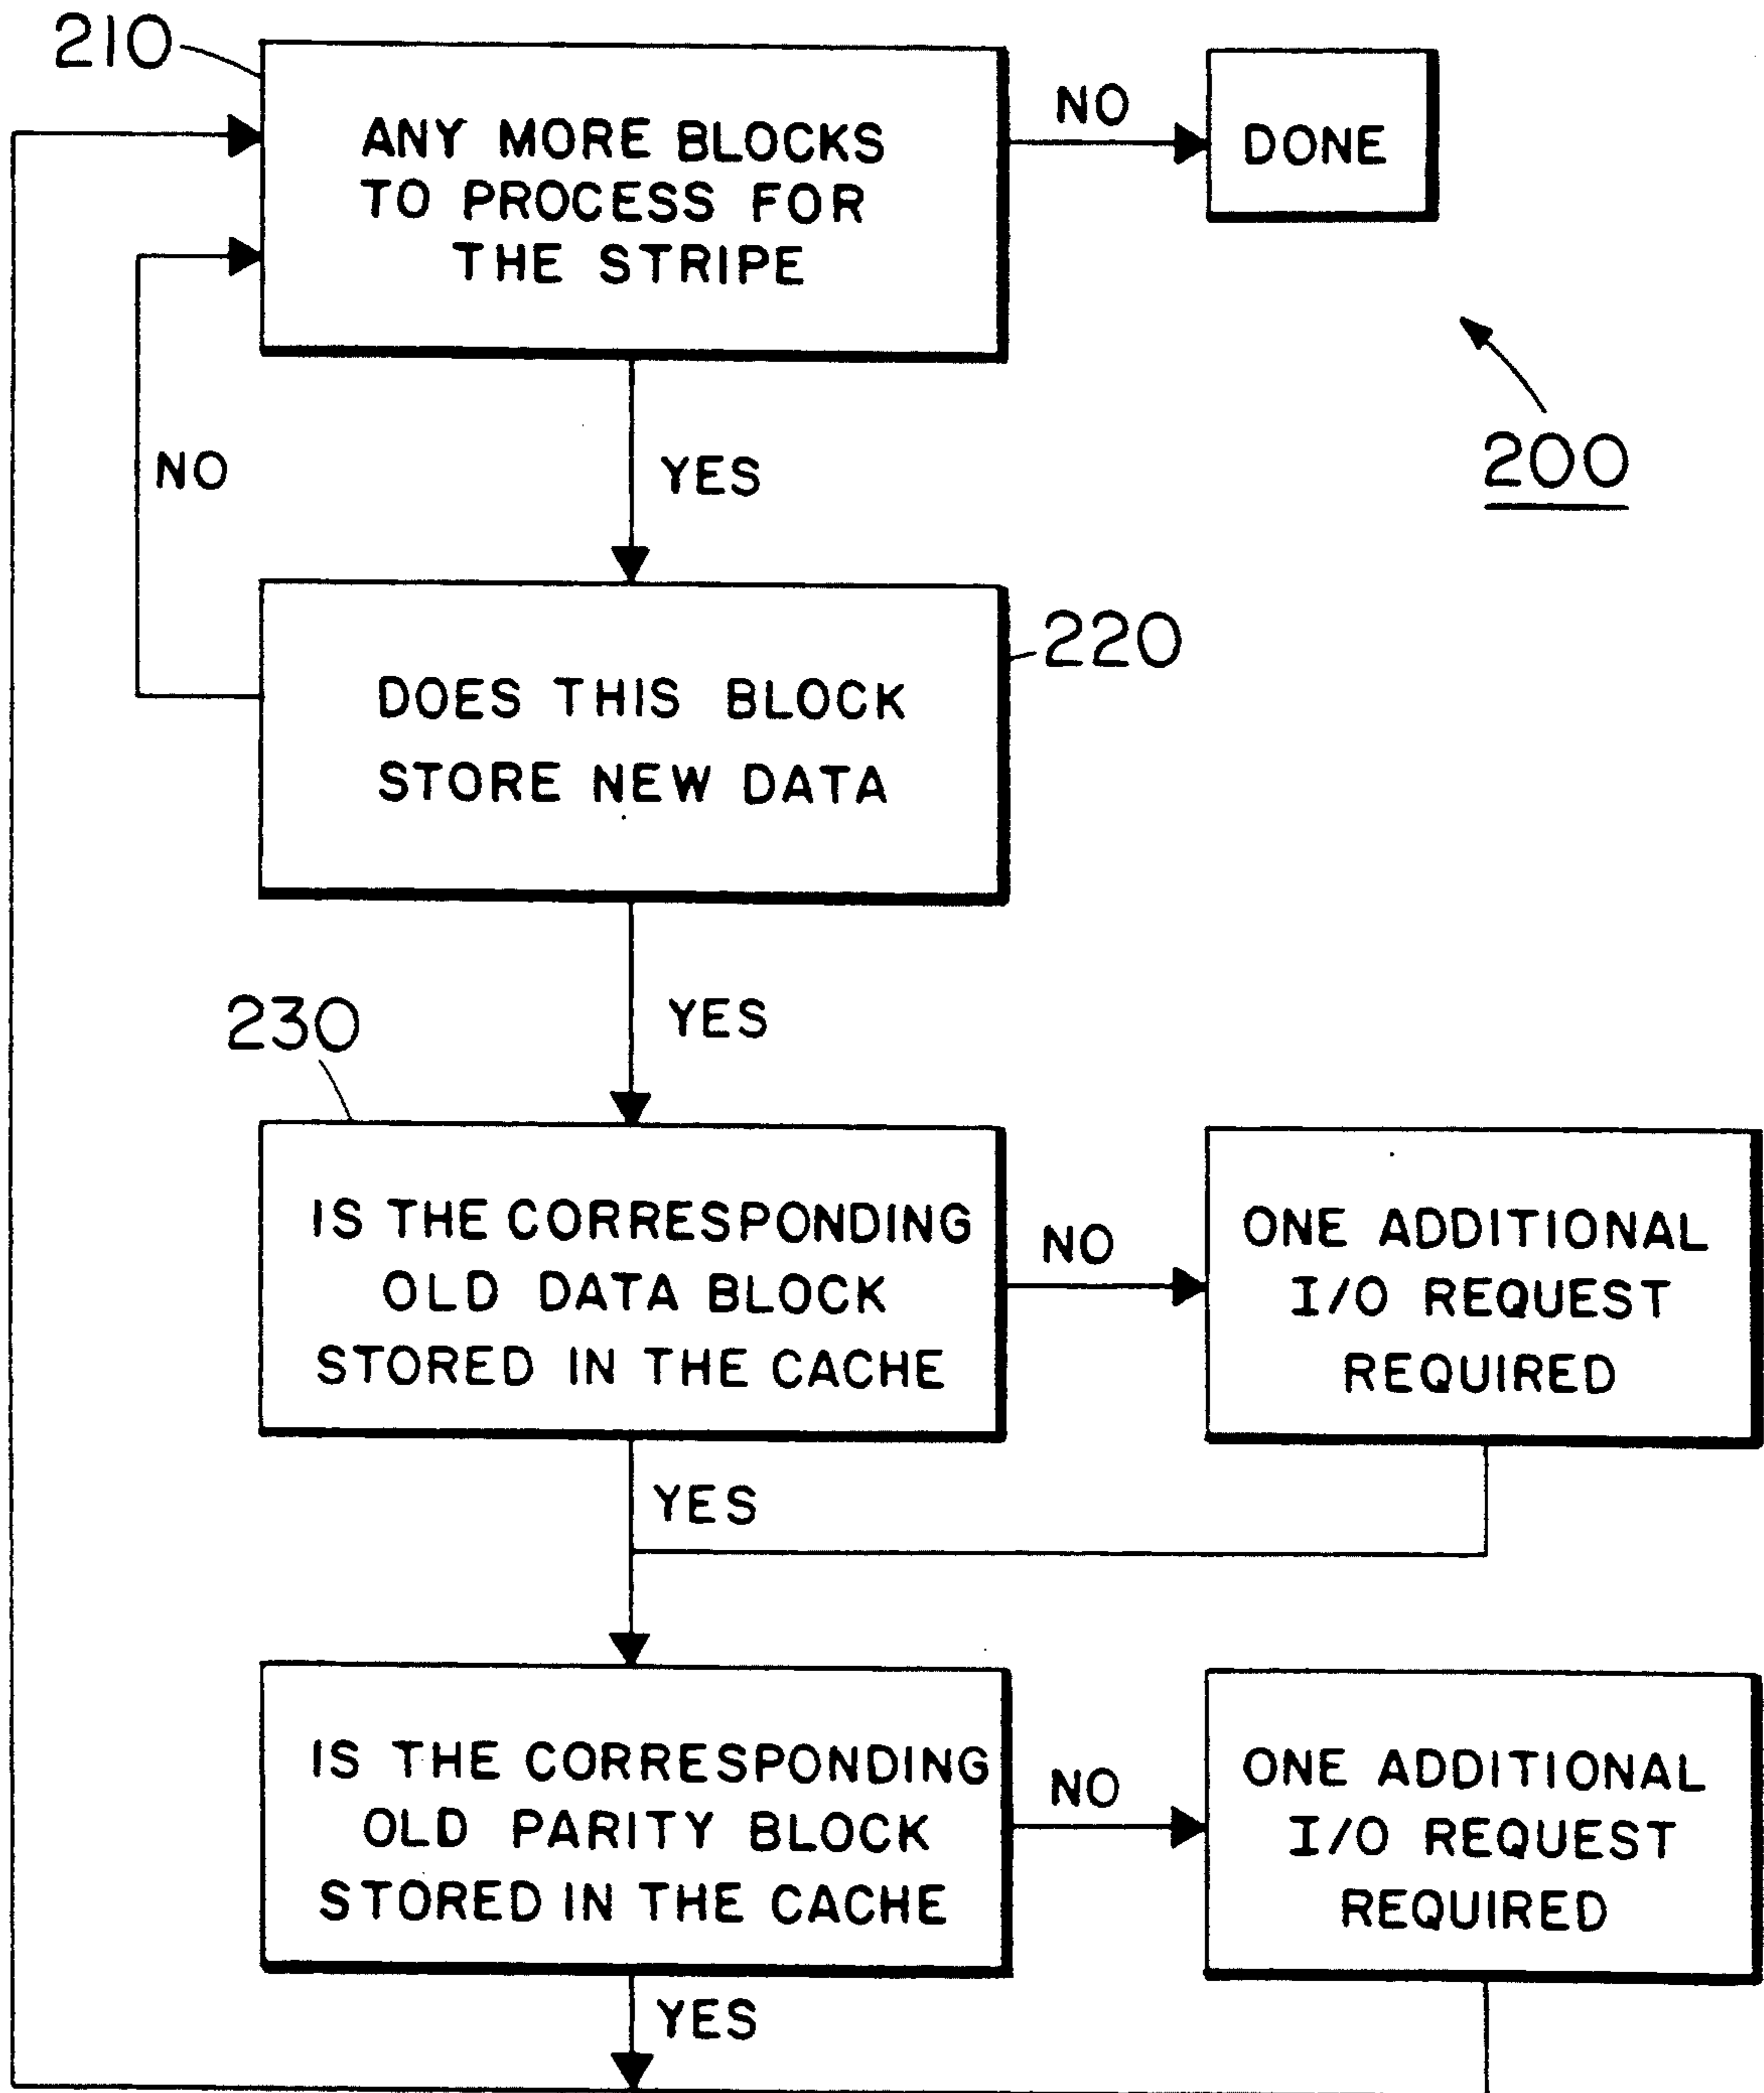 210
ANY MORE BLOCKS
TO PROCESS FOR
THE STRIPE
NO
DONE
200
NO
YES
220
DOES THIS BLOCK
STORE NEW DATA
YES
230
IS THE CORRESPONDING
OLD DATA BLOCK
STORED IN THE CACHE
NO
ONE ADDITIONAL
I/O REQUEST
REQUIRED
YES
IS THE CORRESPONDING
OLD PARITY BLOCK
STORED IN THE CACHE
NO
ONE ADDITIONAL
I/O REQUEST
REQUIRED
YES